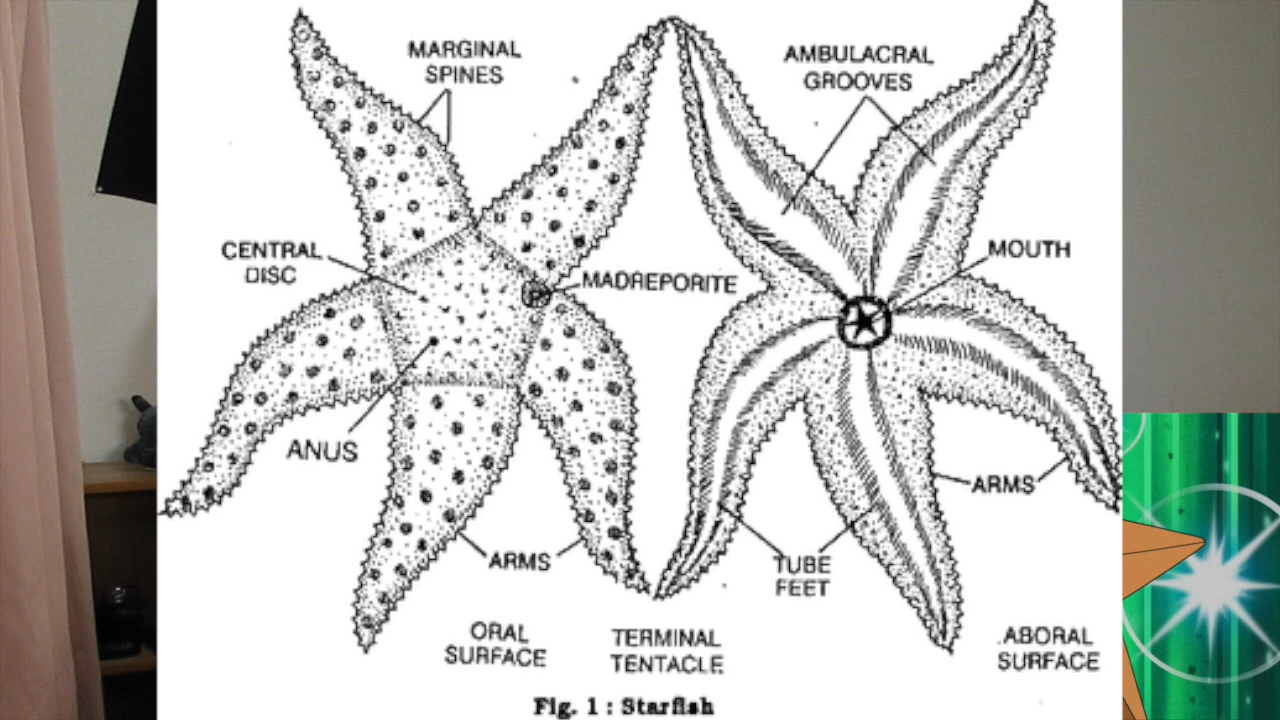 MARGINAL
SPINES
AMBULACRAL
GROOVES
CENTRAL
DISC
MADREPORITE
MOUTH
ANUS
ARMS
ARMS
TUBE
FEET
ORAL
SURFACE
TERMINAL
TENTACLE
ABORAL
SURFACE
Fig. 1 : Starfish